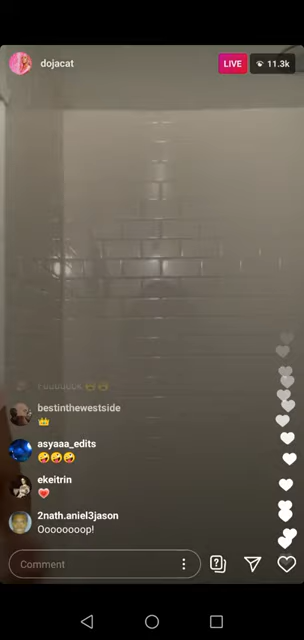 dojacat
LIVE
11.3k
bestinthewestside
👑
asyaaa_edits
🤪🤪🤪
ekeitrin
❤️
2nath.aniel3jason
Oooooooop!
Comment